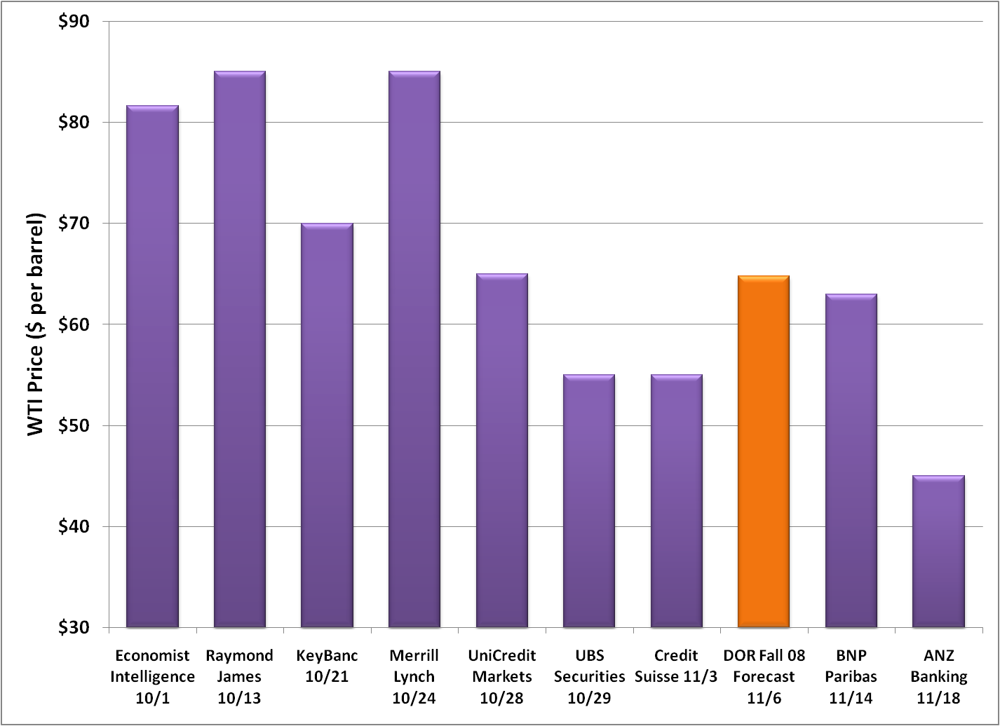 $90
$80
$70
$60
$50
$40
$30
WTI Price ($ per barrel)
Economist
Intelligence
10/1
Raymond
James
10/13
KeyBanc
10/21
Merrill
Lynch
10/24
UniCredit
Markets
10/28
UBS
Securities
10/29
Credit
Suisse 11/3
DOR Fall 08
Forecast
11/6
BNP
Paribas
11/14
ANZ
Banking
11/18